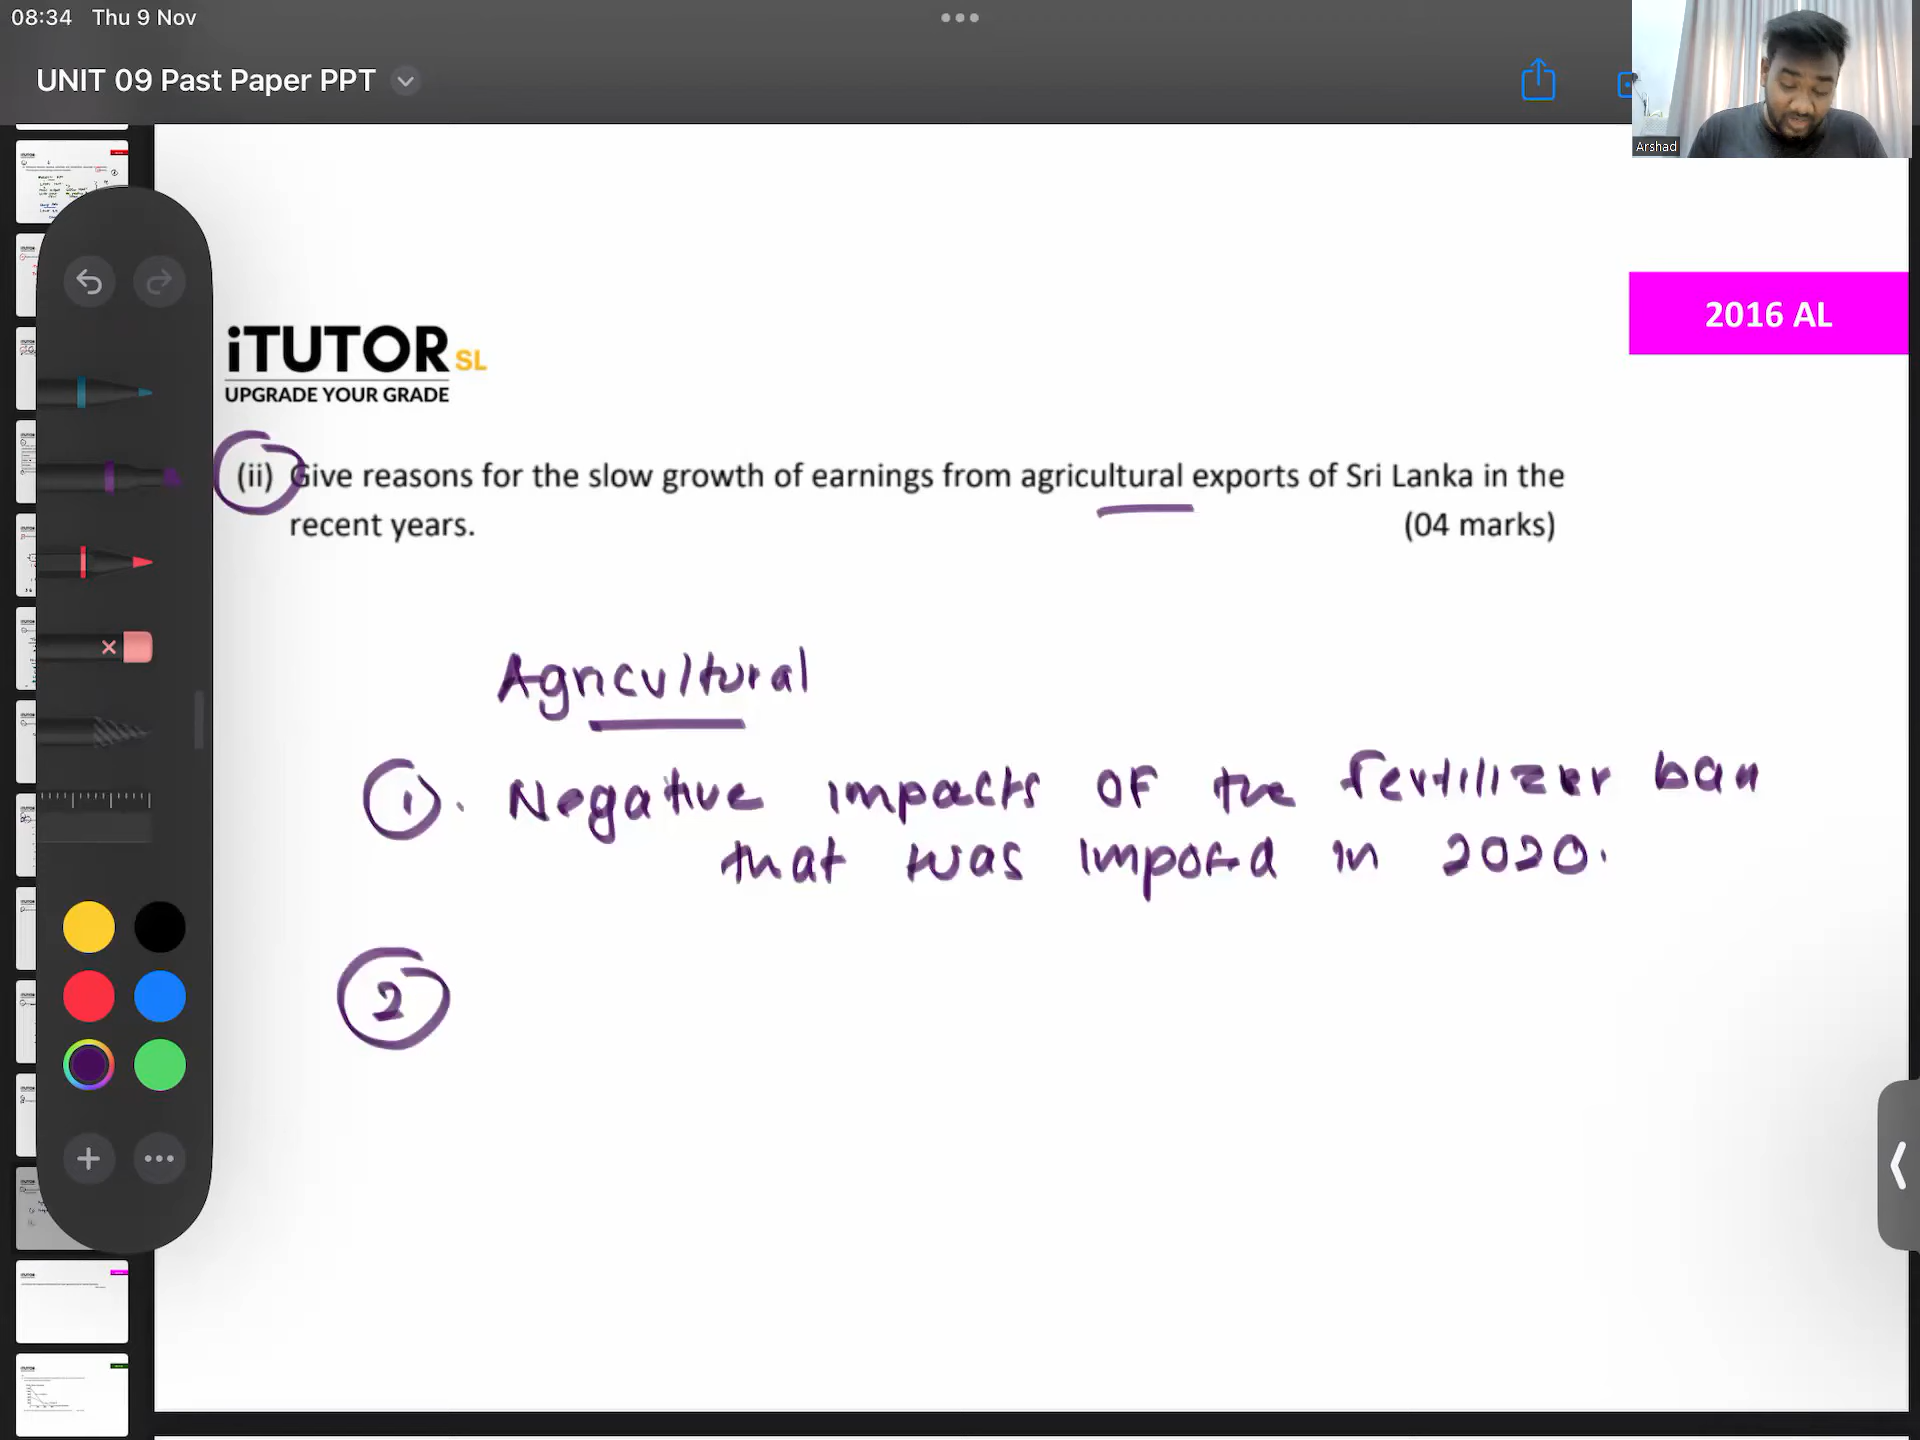 08:34 Thu 9 Nov
UNIT 09 Past Paper PPT
Arshad
2016 AL
iTUTOR SL
UPGRADE YOUR GRADE
(ii) Give reasons for the slow growth of earnings from agricultural exports of Sri Lanka in the
recent years. (04 marks)
Agricultural
1. Negative impacts of the fertilizer ban
that was imposed in 2020.
2